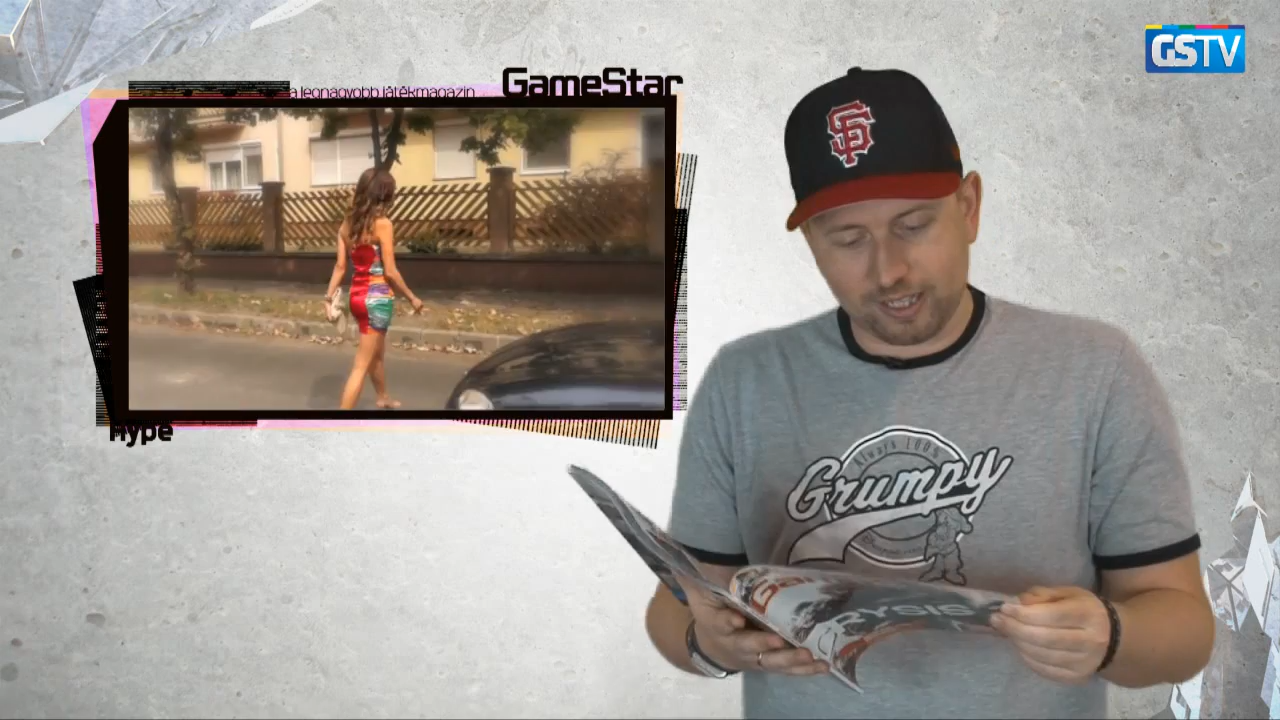 GSTV
GameStar
a legnagyobb játékmagazin
Hype
SF
Always 100%
Grumpy
RYSIS